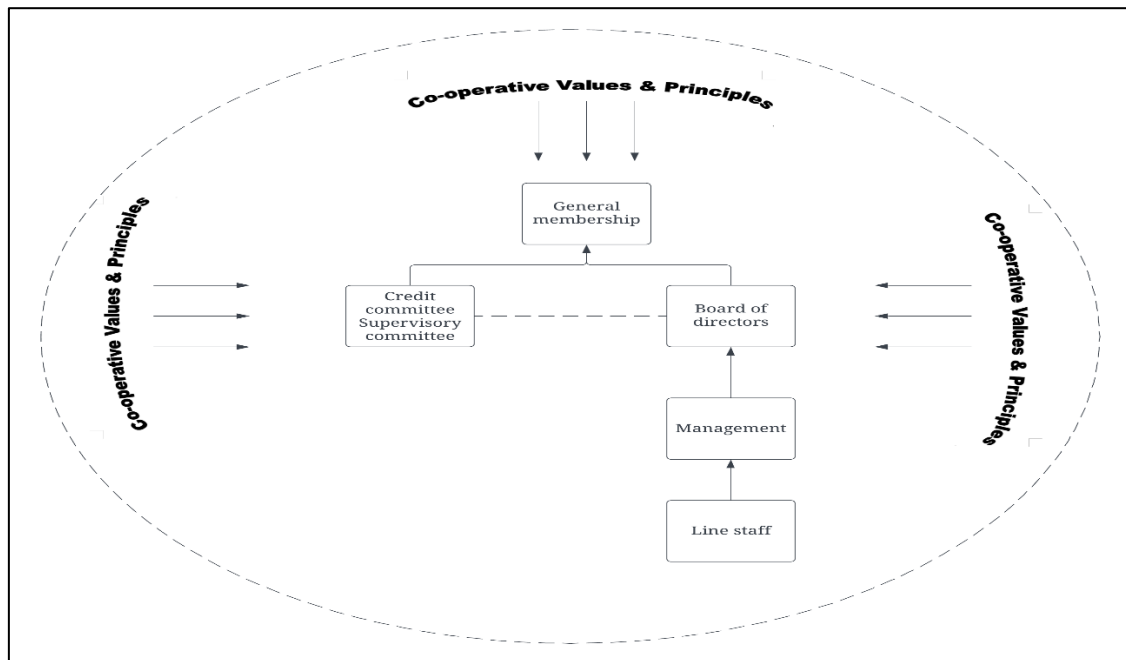 Co-operative Values & Principles
General
membership
Co-operative Values & Principles
Co-operative Values & Principles
Credit
committee
Supervisory
committee
Board of
directors
Management
Line staff